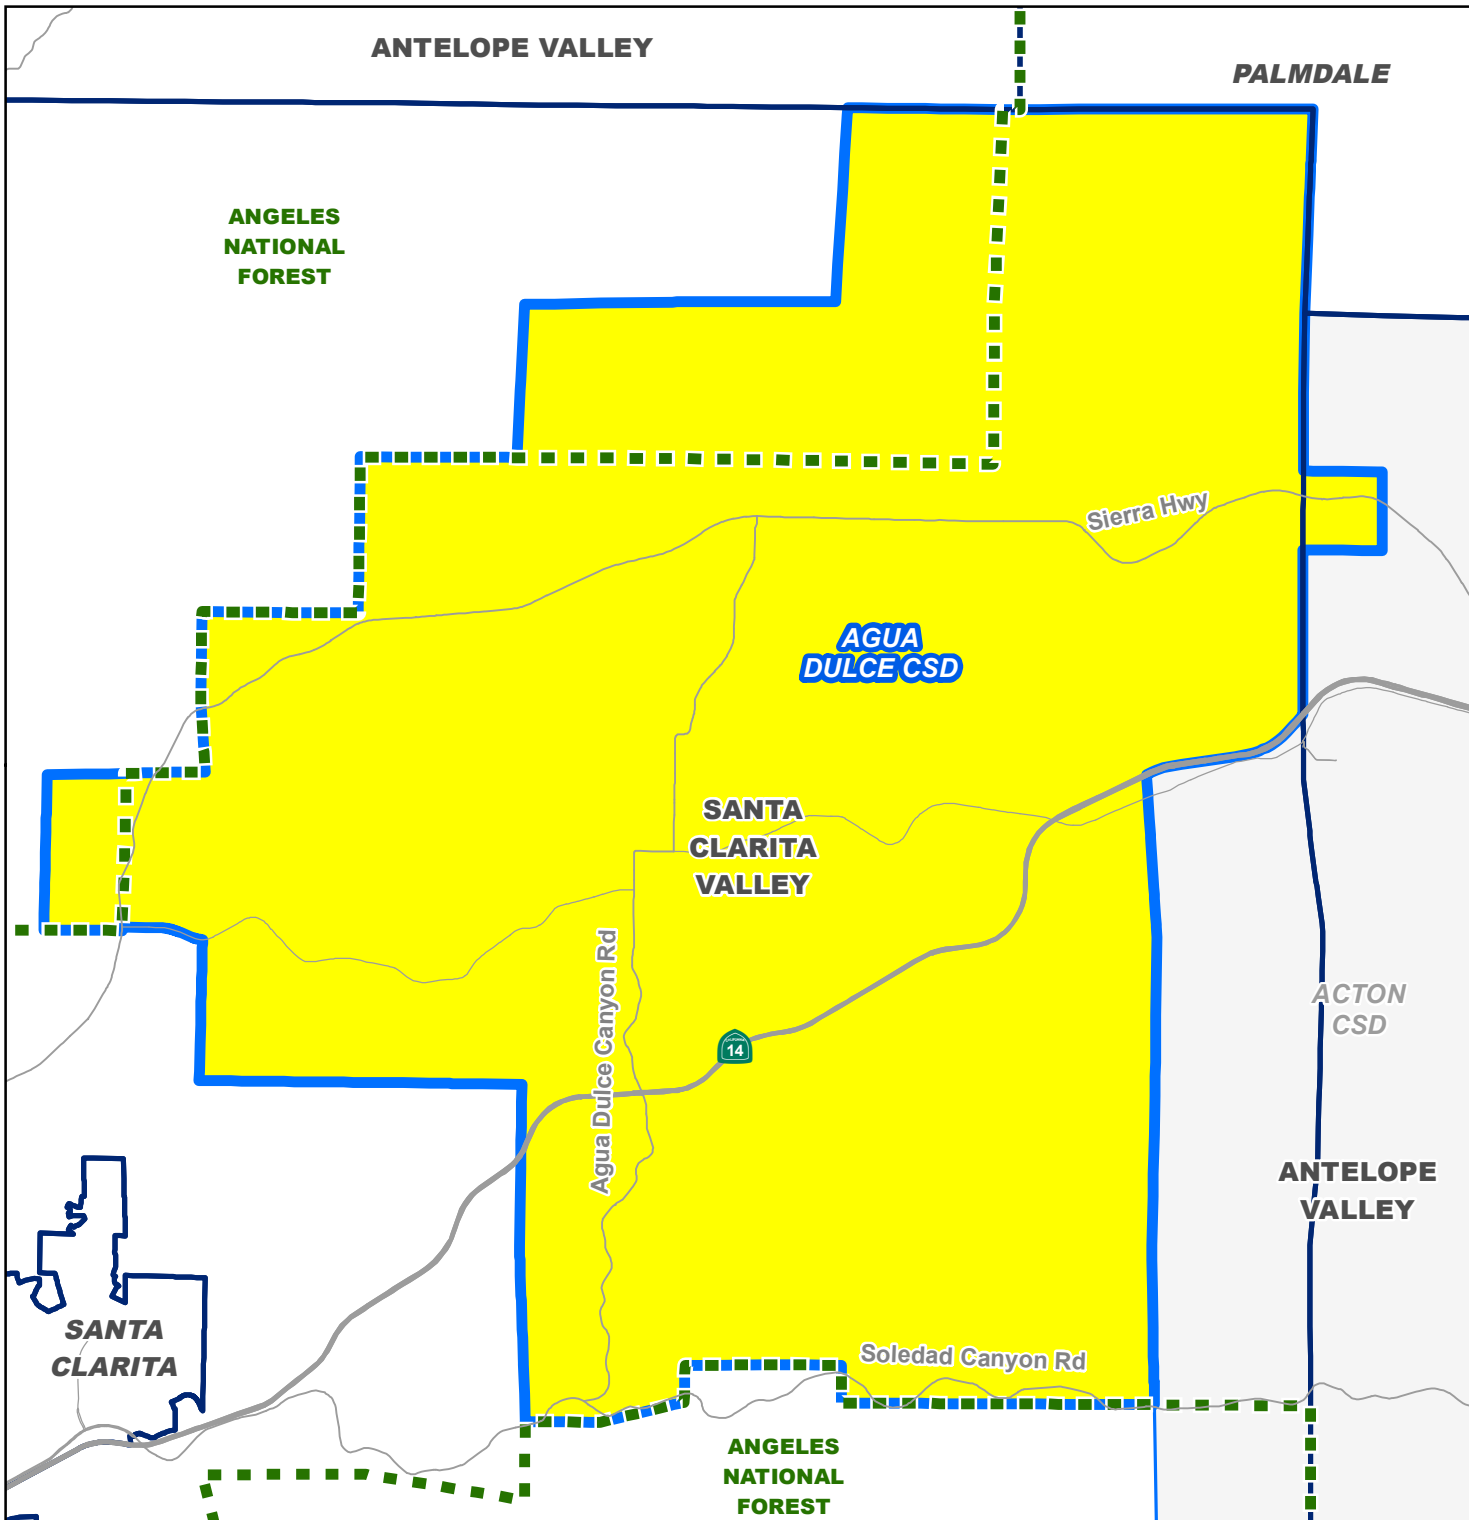 ANTELOPE VALLEY
PALMDALE
ANGELES
NATIONAL
FOREST
Sierra Hwy
AGUA
DULCE CSD
SANTA
CLARITA
VALLEY
Agua Dulce Canyon Rd
ACTON
CSD
CALIFORNIA
14
ANTELOPE
VALLEY
SANTA
CLARITA
Soledad Canyon Rd
ANGELES
NATIONAL
FOREST